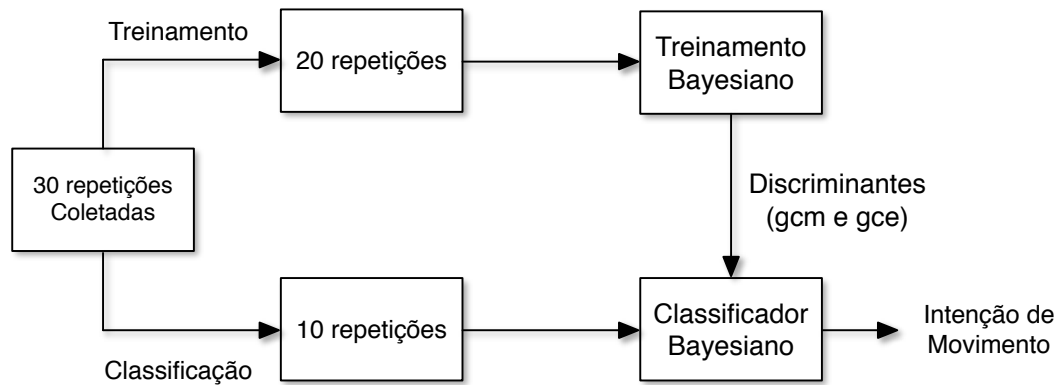 Treinamento
20 repetições
Treinamento
Bayesiano
30 repetições
Coletadas
Discriminantes
(gcm e gce)
Classificação
10 repetições
Classificador
Bayesiano
Intenção de
Movimento